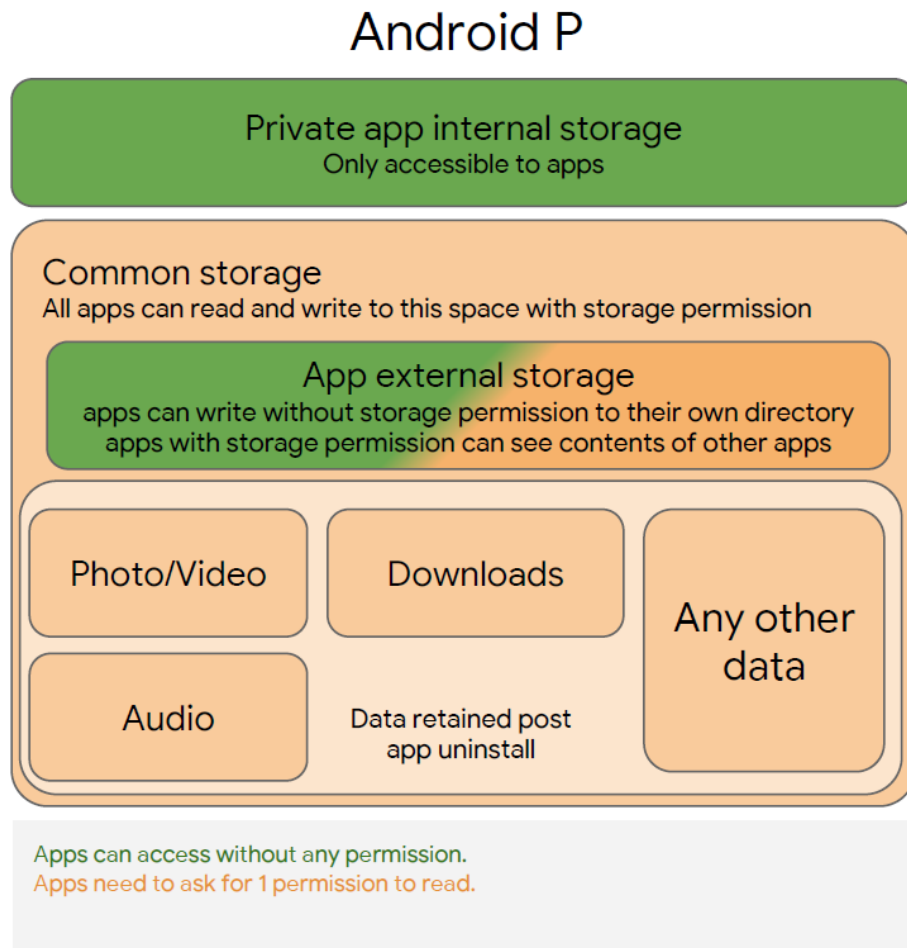 Android P
Private app internal storage
Only accessible to apps
Common storage
All apps can read and write to this space with storage permission
App external storage
apps can write without storage permission to their own directory
apps with storage permission can see contents of other apps
Photo/Video
Downloads
Any other
data
Audio
Data retained post
app uninstall
Apps can access without any permission.
Apps need to ask for 1 permission to read.